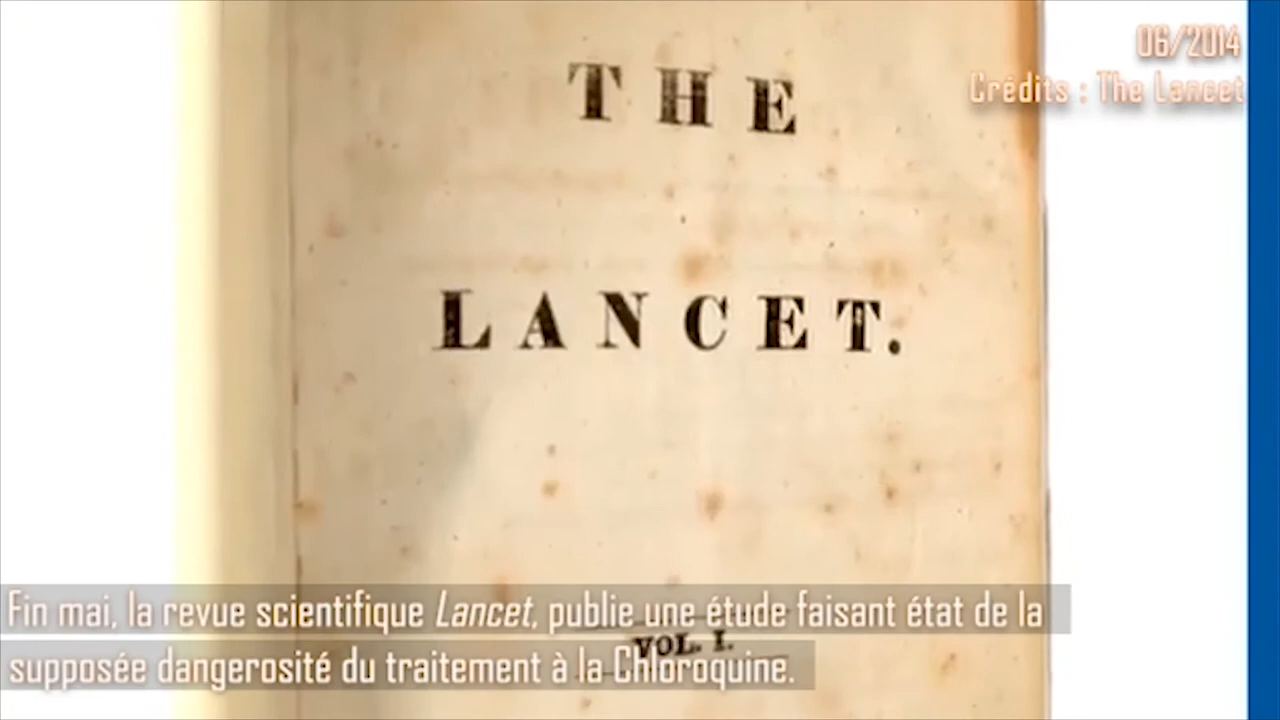 06/2014
Crédits : The Lancet
THE
LANCET.
VOL. I.
Fin mai, la revue scientifique Lancet, publie une étude faisant état de la
supposée dangerosité du traitement à la Chloroquine.